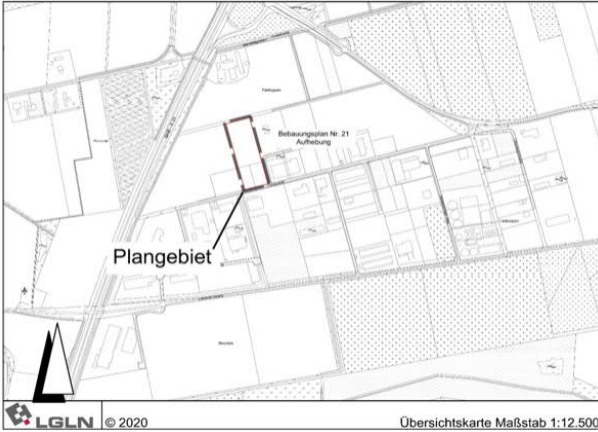 Bebauungsplan Nr. 21
Aufhebung
Plangebiet
LGLN © 2020
Übersichtskarte Maßstab 1:12.500